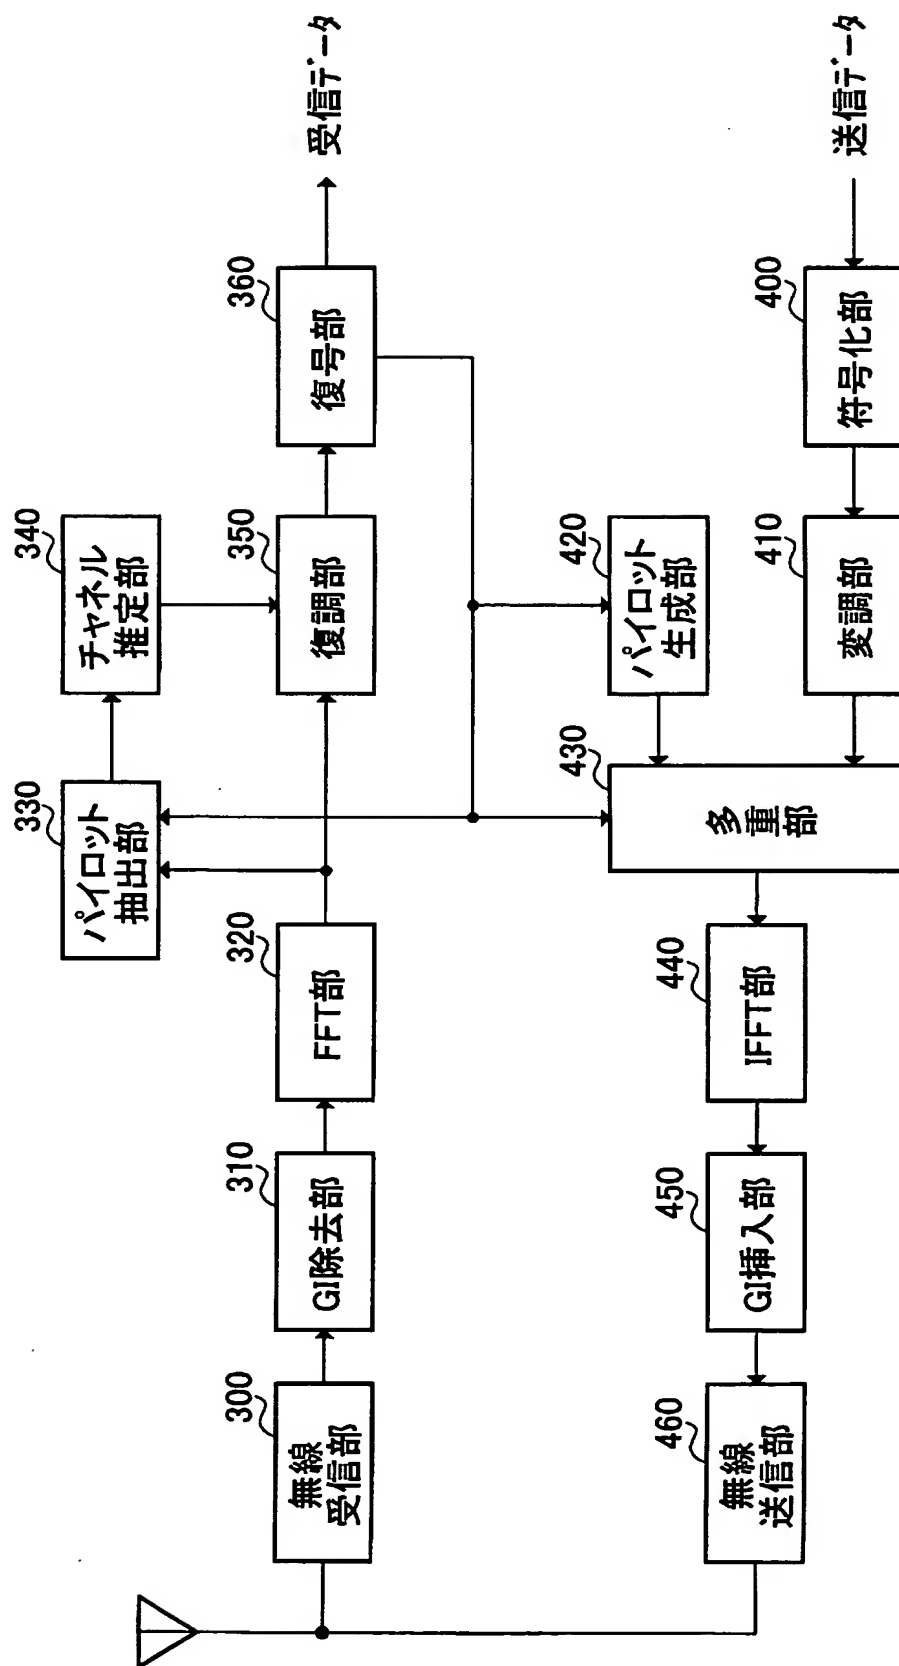 330
パイロット
抽出部
340
チャネル
推定部
300
無線
受信部
310
GI除去部
320
FFT部
350
復調部
360
復号部
受信データ
420
パイロット
生成部
430
多重部
460
無線
送信部
450
GI挿入部
440
IFFT部
410
変調部
400
符号化部
送信データ